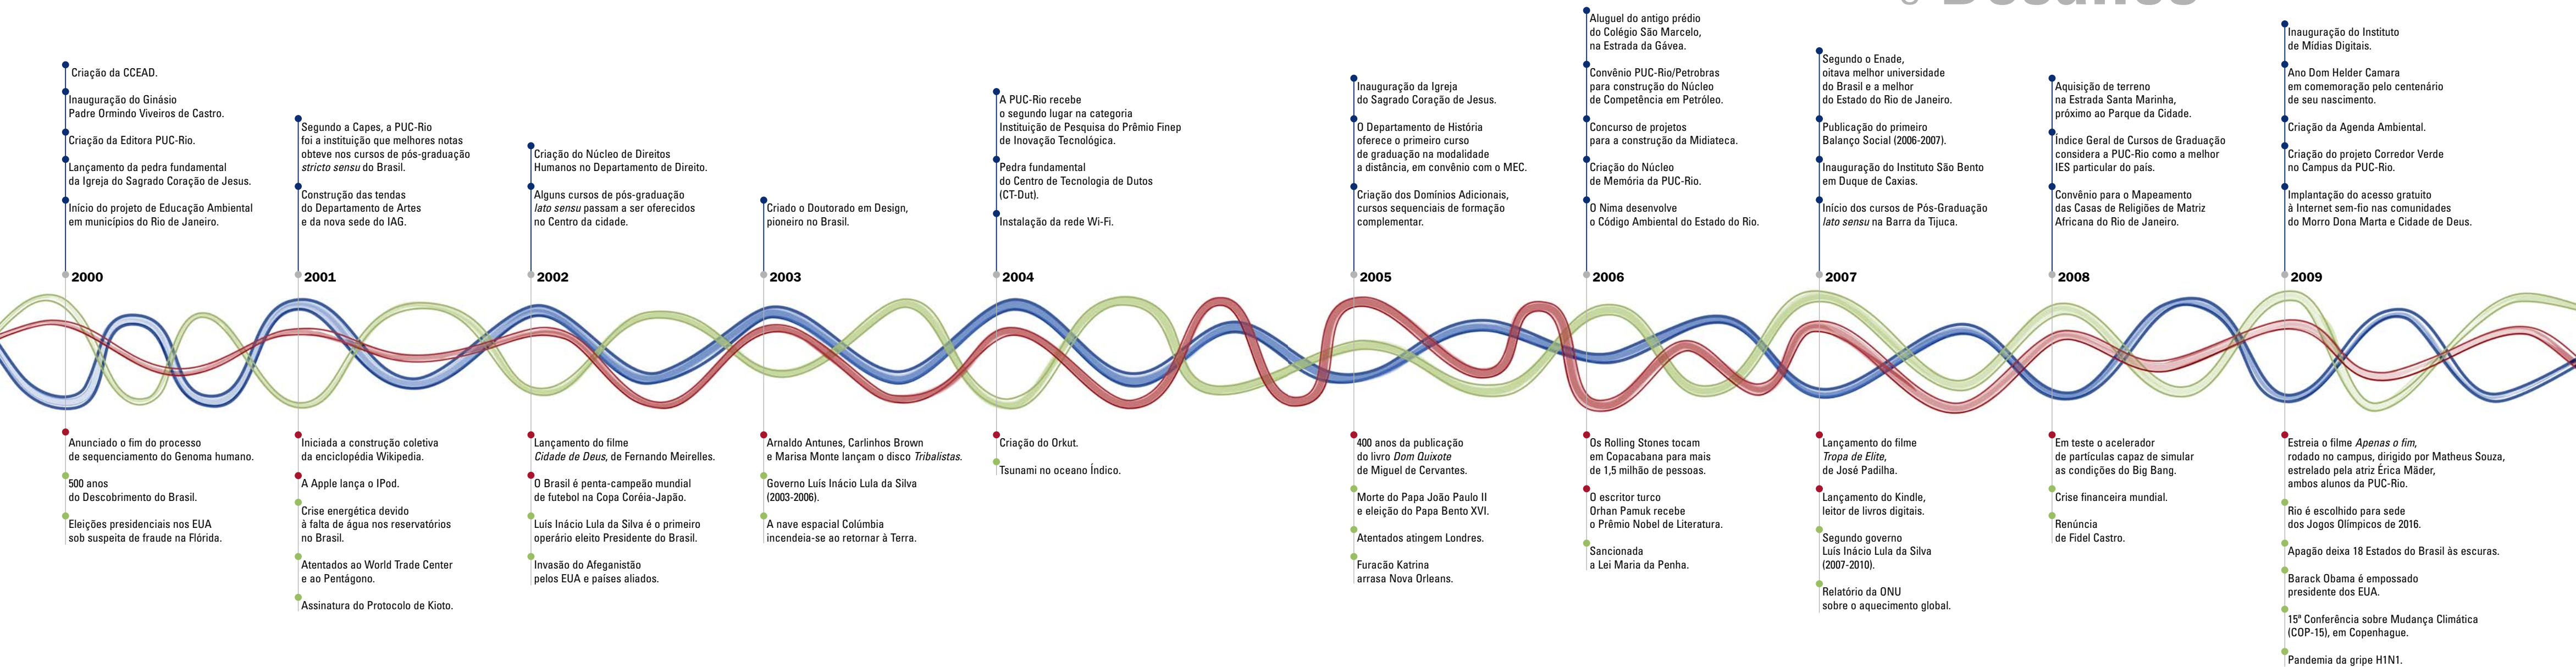 2000
Criação da CCEAD.
Inauguração do Ginásio
Padre Ormindo Viveiros de Castro.
Criação da Editora PUC-Rio.
Lançamento da pedra fundamental
da Igreja do Sagrado Coração de Jesus.
Início do projeto de Educação Ambiental
em municípios do Rio de Janeiro.
Anunciado o fim do processo
de sequenciamento do Genoma humano.
500 anos
do Descobrimento do Brasil.
Eleições presidenciais nos EUA
sob suspeita de fraude na Flórida.
2001
Segundo a Capes, a PUC-Rio
foi a instituição que melhores notas
obteve nos cursos de pós-graduação
stricto sensu do Brasil.
Construção das tendas
do Departamento de Artes
e da nova sede do IAG.
Iniciada a construção coletiva
da enciclopédia Wikipedia.
A Apple lança o IPod.
Crise energética devido
à falta de água nos reservatórios
no Brasil.
Atentados ao World Trade Center
e ao Pentágono.
Assinatura do Protocolo de Kioto.
2002
Criação do Núcleo de Direitos
Humanos no Departamento de Direito.
Alguns cursos de pós-graduação
lato sensu passam a ser oferecidos
no Centro da cidade.
Lançamento do filme
Cidade de Deus, de Fernando Meirelles.
O Brasil é penta-campeão mundial
de futebol na Copa Coréia-Japão.
Luís Inácio Lula da Silva é o primeiro
operário eleito Presidente do Brasil.
Invasão do Afeganistão
pelos EUA e países aliados.
2003
Criado o Doutorado em Design,
pioneiro no Brasil.
Arnaldo Antunes, Carlinhos Brown
e Marisa Monte lançam o disco Tribalistas.
Governo Luís Inácio Lula da Silva
(2003-2006).
A nave espacial Colúmbia
incendeia-se ao retornar à Terra.
2004
A PUC-Rio recebe
o segundo lugar na categoria
Instituição de Pesquisa do Prêmio Finep
de Inovação Tecnológica.
Pedra fundamental
do Centro de Tecnologia de Dutos
(CT-Dut).
Instalação da rede Wi-Fi.
Criação do Orkut.
Tsunami no oceano Índico.
2005
Inauguração da Igreja
do Sagrado Coração de Jesus.
O Departamento de História
oferece o primeiro curso
de graduação na modalidade
a distância, em convênio com o MEC.
Criação dos Domínios Adicionais,
cursos sequenciais de formação
complementar.
400 anos da publicação
do livro Dom Quixote
de Miguel de Cervantes.
Morte do Papa João Paulo II
e eleição do Papa Bento XVI.
Atentados atingem Londres.
Furacão Katrina
arrasa Nova Orleans.
2006
Aluguel do antigo prédio
do Colégio São Marcelo,
na Estrada da Gávea.
Convênio PUC-Rio/Petrobras
para construção do Núcleo
de Competência em Petróleo.
Concurso de projetos
para a construção da Midiateca.
Criação do Núcleo
de Memória da PUC-Rio.
O Nima desenvolve
o Código Ambiental do Estado do Rio.
Os Rolling Stones tocam
em Copacabana para mais
de 1,5 milhão de pessoas.
O escritor turco
Orhan Pamuk recebe
o Prêmio Nobel de Literatura.
Sancionada
a Lei Maria da Penha.
2007
Segundo o Enade,
oitava melhor universidade
do Brasil e a melhor
do Estado do Rio de Janeiro.
Publicação do primeiro
Balanço Social (2006-2007).
Inauguração do Instituto São Bento
em Duque de Caxias.
Início dos cursos de Pós-Graduação
lato sensu na Barra da Tijuca.
Lançamento do filme
Tropa de Elite,
de José Padilha.
Lançamento do Kindle,
leitor de livros digitais.
Segundo governo
Luís Inácio Lula da Silva
(2007-2010).
Relatório da ONU
sobre o aquecimento global.
2008
Aquisição de terreno
na Estrada Santa Marinha,
próximo ao Parque da Cidade.
Índice Geral de Cursos de Graduação
considera a PUC-Rio como a melhor
IES particular do país.
Convênio para o Mapeamento
das Casas de Religiões de Matriz
Africana do Rio de Janeiro.
Em teste o acelerador
de partículas capaz de simular
as condições do Big Bang.
Crise financeira mundial.
Renúncia
de Fidel Castro.
2009
Inauguração do Instituto
de Mídias Digitais.
Ano Dom Helder Camara
em comemoração pelo centenário
de seu nascimento.
Criação da Agenda Ambiental.
Criação do projeto Corredor Verde
no Campus da PUC-Rio.
Implantação do acesso gratuito
à Internet sem-fio nas comunidades
do Morro Dona Marta e Cidade de Deus.
Estreia o filme Apenas o fim,
rodado no campus, dirigido por Matheus Souza,
estrelado pela atriz Érica Mäder,
ambos alunos da PUC-Rio.
Rio é escolhido para sede
dos Jogos Olímpicos de 2016.
Apagão deixa 18 Estados do Brasil às escuras.
Barack Obama é empossado
presidente dos EUA.
15ª Conferência sobre Mudança Climática
(COP-15), em Copenhague.
Pandemia da gripe H1N1.